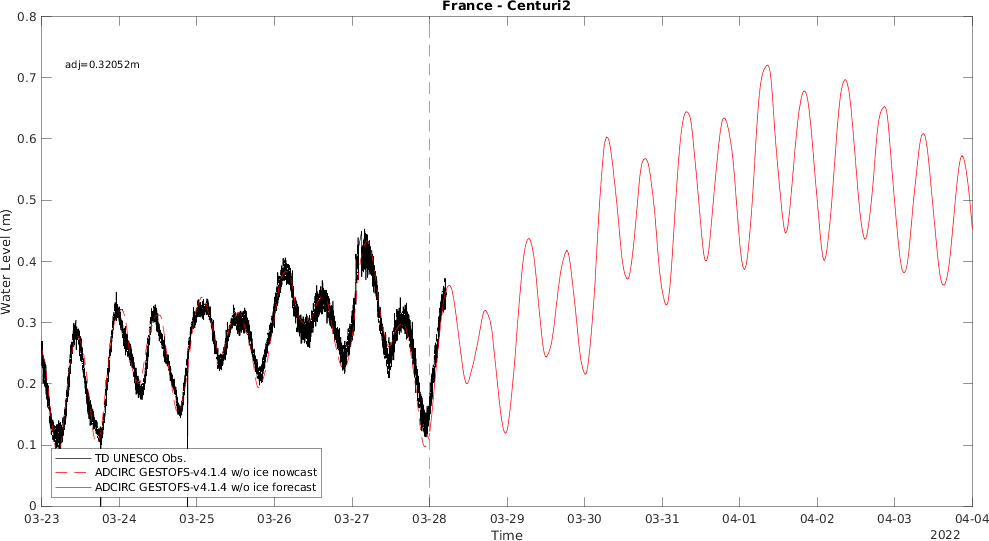 France - Centuri2
adj=0.32052m
Water Level (m)
0.8
0.7
0.6
0.5
0.4
0.3
0.2
0.1
0
TD UNESCO Obs.
ADCIRC GESTOFS-v4.1.4 w/o ice nowcast
ADCIRC GESTOFS-v4.1.4 w/o ice forecast
03-23 03-24 03-25 03-26 03-27 03-28 03-29 03-30 03-31 04-01 04-02 04-03 04-04
Time
2022